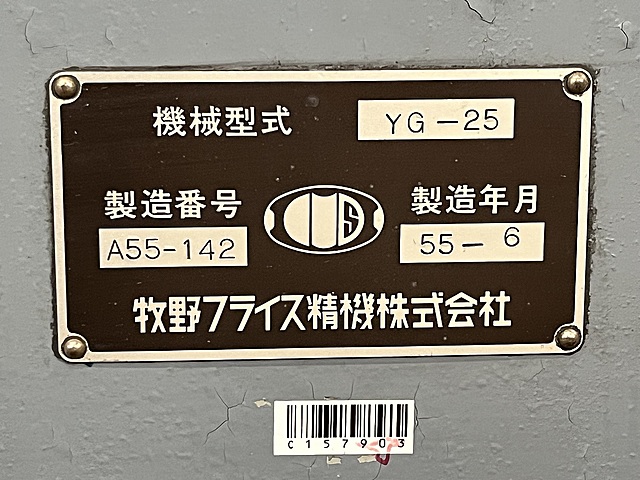 機械型式 YG-25
製造番号 製造年月
A55-142 55-6
牧野フライス精機株式会社
C157903